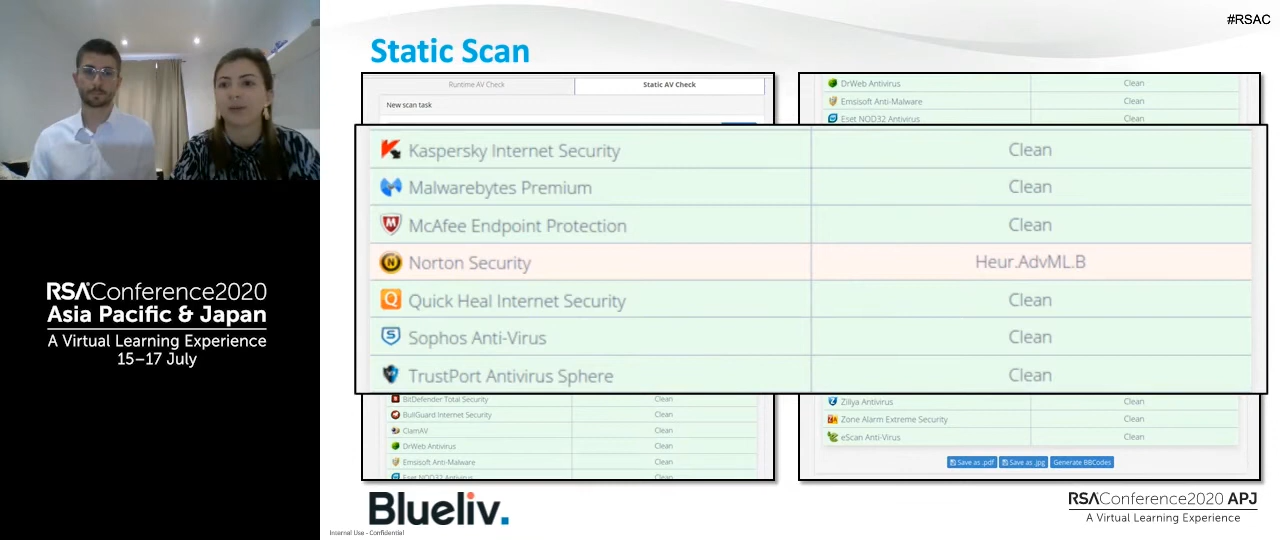 #RSAC
Static Scan
Runtime AV Check
Static AV Check
New scan task
DrWeb Antivirus Clean
Emsisoft Anti-Malware Clean
Eset NOD32 Antivirus Clean
Kaspersky Internet Security Clean
Malwarebytes Premium Clean
McAfee Endpoint Protection Clean
Norton Security Heur.AdvML.B
Quick Heal Internet Security Clean
Sophos Anti-Virus Clean
TrustPort Antivirus Sphere Clean
BitDefender Total Security Clean
BullGuard Internet Security Clean
ClamAV Clean
DrWeb Antivirus Clean
Emsisoft Anti-Malware Clean
Eset NOD32 Antivirus Clean
Zillya Antivirus Clean
Zone Alarm Extreme Security Clean
eScan Anti-Virus Clean
Save as .pdf Save as .jpg Generate BBCodes
RSAConference2020
Asia Pacific & Japan
A Virtual Learning Experience
15–17 July
Blueliv.
Internal Use - Confidential
RSAConference2020 APJ
A Virtual Learning Experience